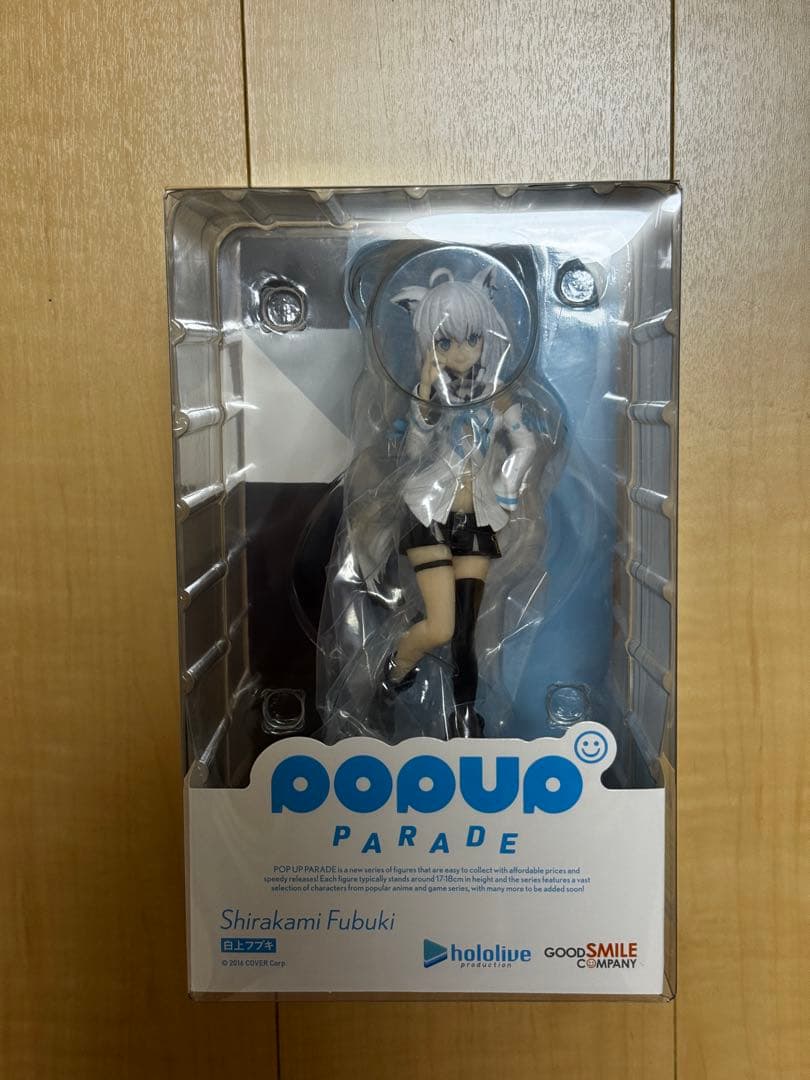 POPUP
PARADE
POP UP PARADE is a new series of figures that are easy to collect with affordable prices and
speedy releases! Each figure typically stands around 17-18cm in height and the series features a vast
selection of characters from popular anime and game series, with many more to be added soon!
Shirakami Fubuki
白上フブキ
© 2016 COVER Corp.
hololive
production
GOOD SMILE
COMPANY